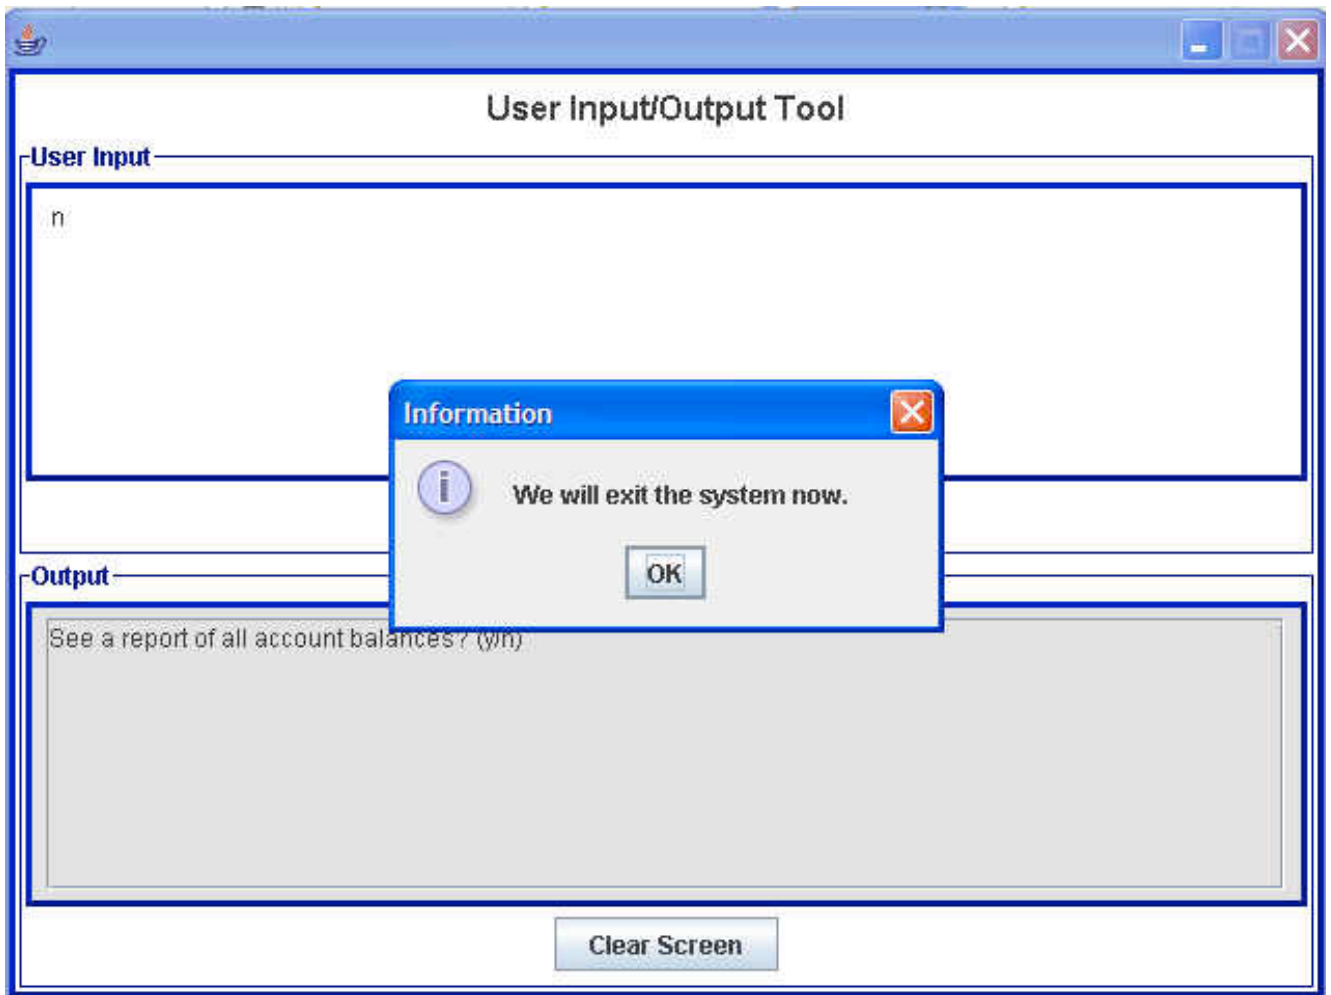 User Input/Output Tool
User Input
n
Information
We will exit the system now.
OK
Output
See a report of all account balances? (y/n)
Clear Screen